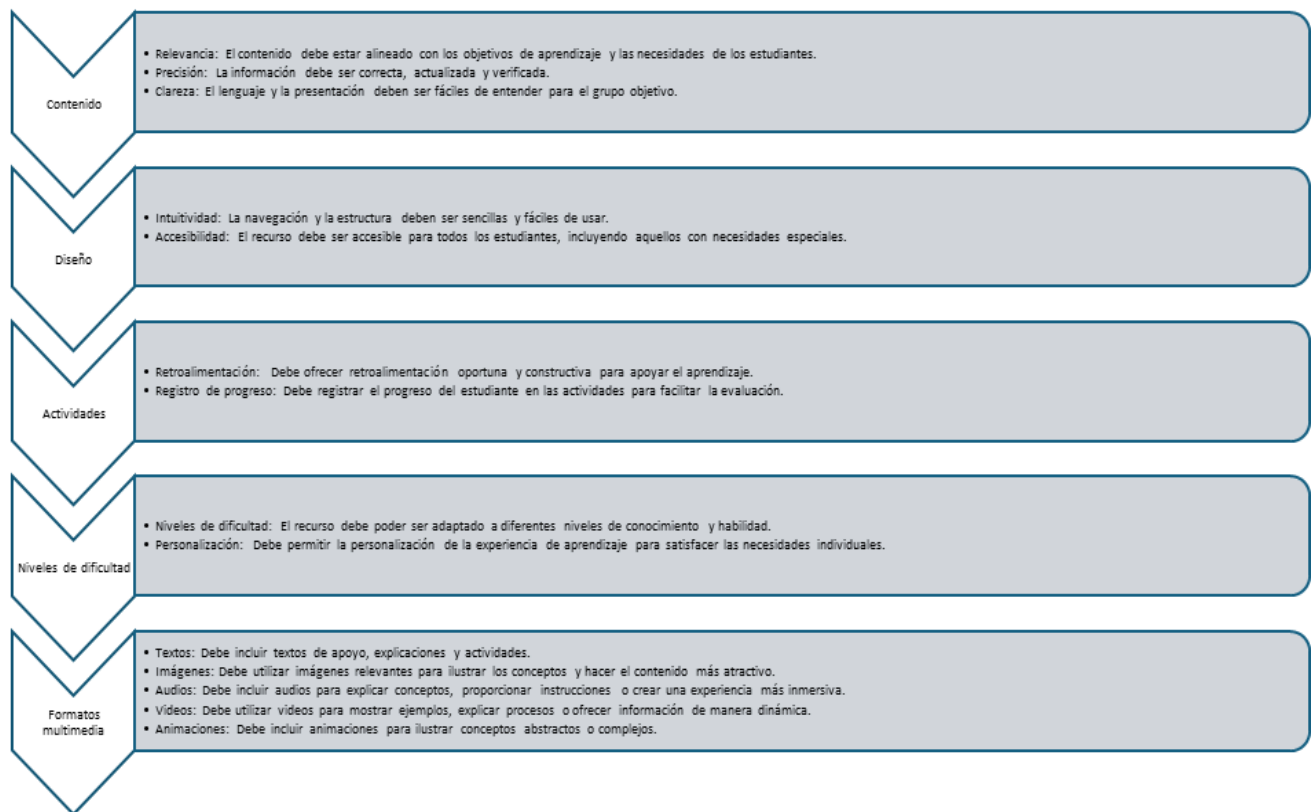 Contenido
• Relevancia: El contenido debe estar alineado con los objetivos de aprendizaje y las necesidades de los estudiantes.
• Precisión: La información debe ser correcta, actualizada y verificada.
• Clareza: El lenguaje y la presentación deben ser fáciles de entender para el grupo objetivo.
Diseño
• Intuitividad: La navegación y la estructura deben ser sencillas y fáciles de usar.
• Accesibilidad: El recurso debe ser accesible para todos los estudiantes, incluyendo aquellos con necesidades especiales.
Actividades
• Retroalimentación: Debe ofrecer retroalimentación oportuna y constructiva para apoyar el aprendizaje.
• Registro de progreso: Debe registrar el progreso del estudiante en las actividades para facilitar la evaluación.
Niveles de dificultad
• Niveles de dificultad: El recurso debe poder ser adaptado a diferentes niveles de conocimiento y habilidad.
• Personalización: Debe permitir la personalización de la experiencia de aprendizaje para satisfacer las necesidades individuales.
Formatos
multimedia
• Textos: Debe incluir textos de apoyo, explicaciones y actividades.
• Imágenes: Debe utilizar imágenes relevantes para ilustrar los conceptos y hacer el contenido más atractivo.
• Audios: Debe incluir audios para explicar conceptos, proporcionar instrucciones o crear una experiencia más inmersiva.
• Videos: Debe utilizar videos para mostrar ejemplos, explicar procesos o ofrecer información de manera dinámica.
• Animaciones: Debe incluir animaciones para ilustrar conceptos abstractos o complejos.